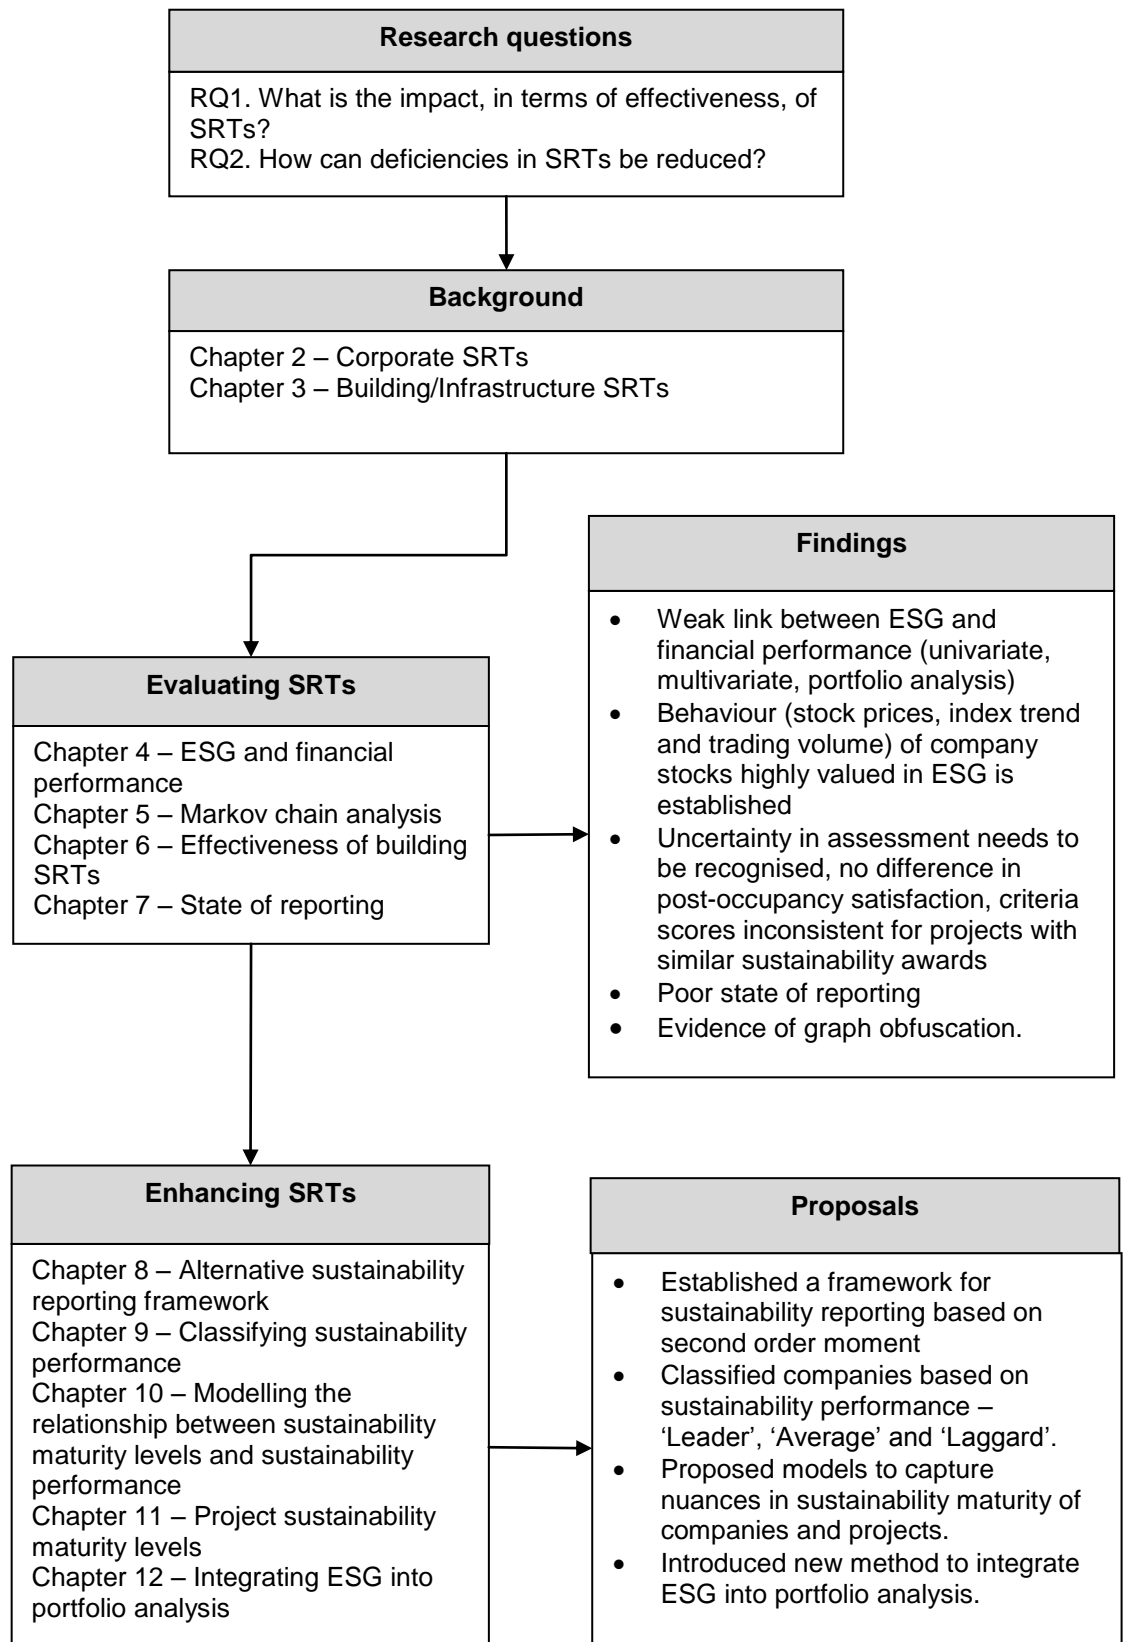 Research questions
RQ1. What is the impact, in terms of effectiveness, of
SRTs?
RQ2. How can deficiencies in SRTs be reduced?
Background
Chapter 2 – Corporate SRTs
Chapter 3 – Building/Infrastructure SRTs
Evaluating SRTs
Chapter 4 – ESG and financial
performance
Chapter 5 – Markov chain analysis
Chapter 6 – Effectiveness of building
SRTs
Chapter 7 – State of reporting
Findings
• Weak link between ESG and
financial performance (univariate,
multivariate, portfolio analysis)
• Behaviour (stock prices, index trend
and trading volume) of company
stocks highly valued in ESG is
established
• Uncertainty in assessment needs to
be recognised, no difference in
post-occupancy satisfaction, criteria
scores inconsistent for projects with
similar sustainability awards
• Poor state of reporting
• Evidence of graph obfuscation.
Enhancing SRTs
Chapter 8 – Alternative sustainability
reporting framework
Chapter 9 – Classifying sustainability
performance
Chapter 10 – Modelling the
relationship between sustainability
maturity levels and sustainability
performance
Chapter 11 – Project sustainability
maturity levels
Chapter 12 – Integrating ESG into
portfolio analysis
Proposals
• Established a framework for
sustainability reporting based on
second order moment
• Classified companies based on
sustainability performance –
‘Leader’, ‘Average’ and ‘Laggard’.
• Proposed models to capture
nuances in sustainability maturity of
companies and projects.
• Introduced new method to integrate
ESG into portfolio analysis.